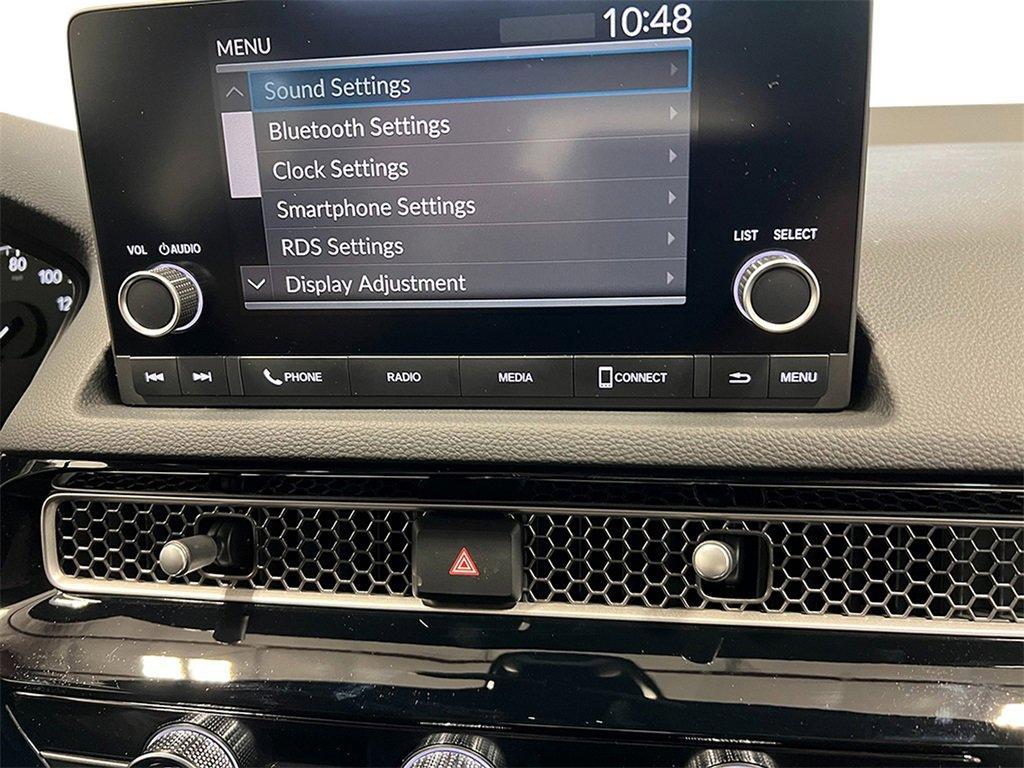 10:48
MENU
Sound Settings
Bluetooth Settings
Clock Settings
Smartphone Settings
RDS Settings
Display Adjustment
VOL AUDIO
LIST SELECT
80
100
PHONE RADIO MEDIA CONNECT MENU